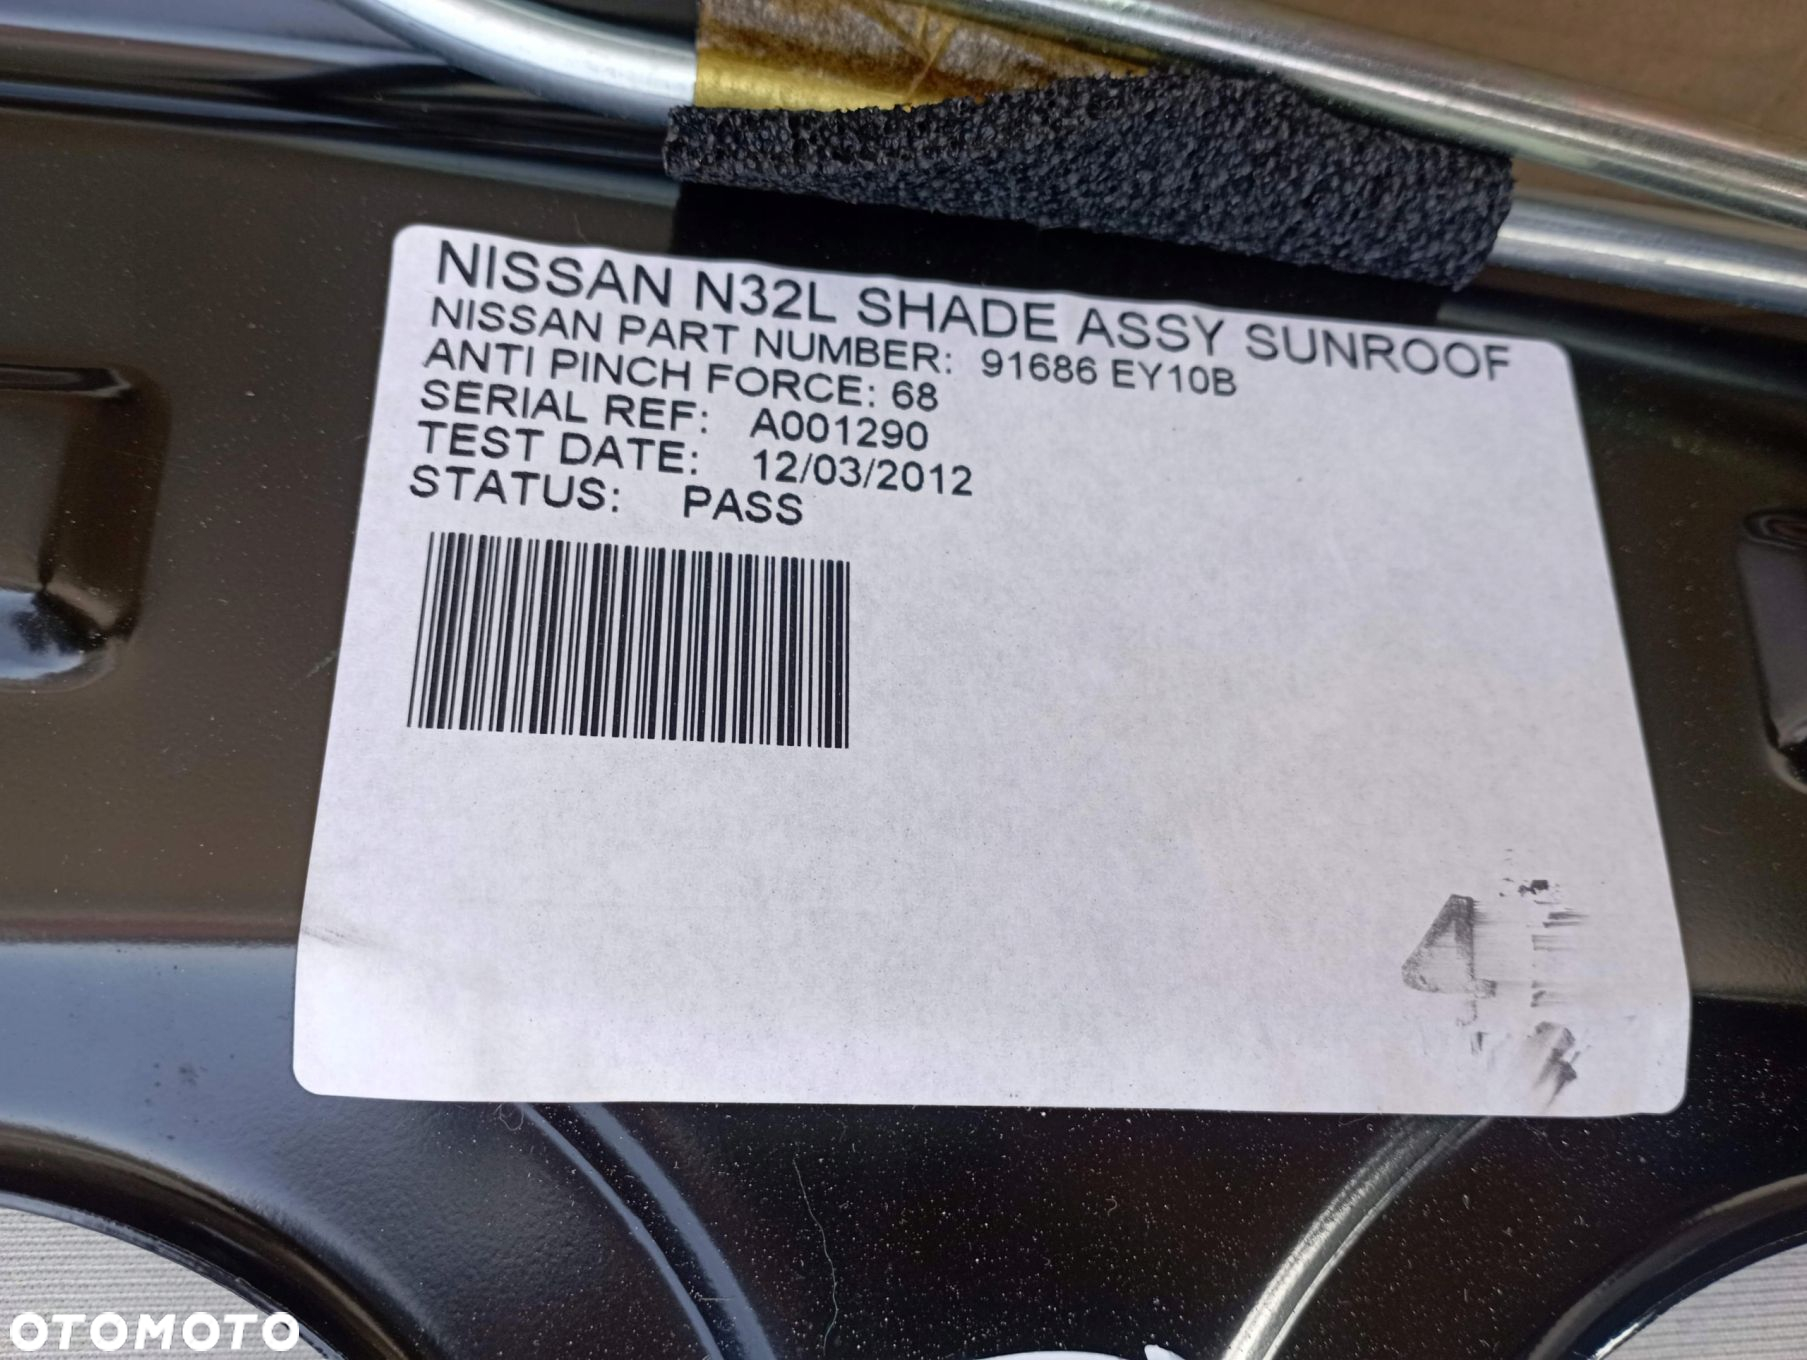 NISSAN N32L SHADE ASSY SUNROOF
NISSAN PART NUMBER: 91686 EY10B
ANTI PINCH FORCE: 68
SERIAL REF: A001290
TEST DATE: 12/03/2012
STATUS: PASS
4
OTOMOTO